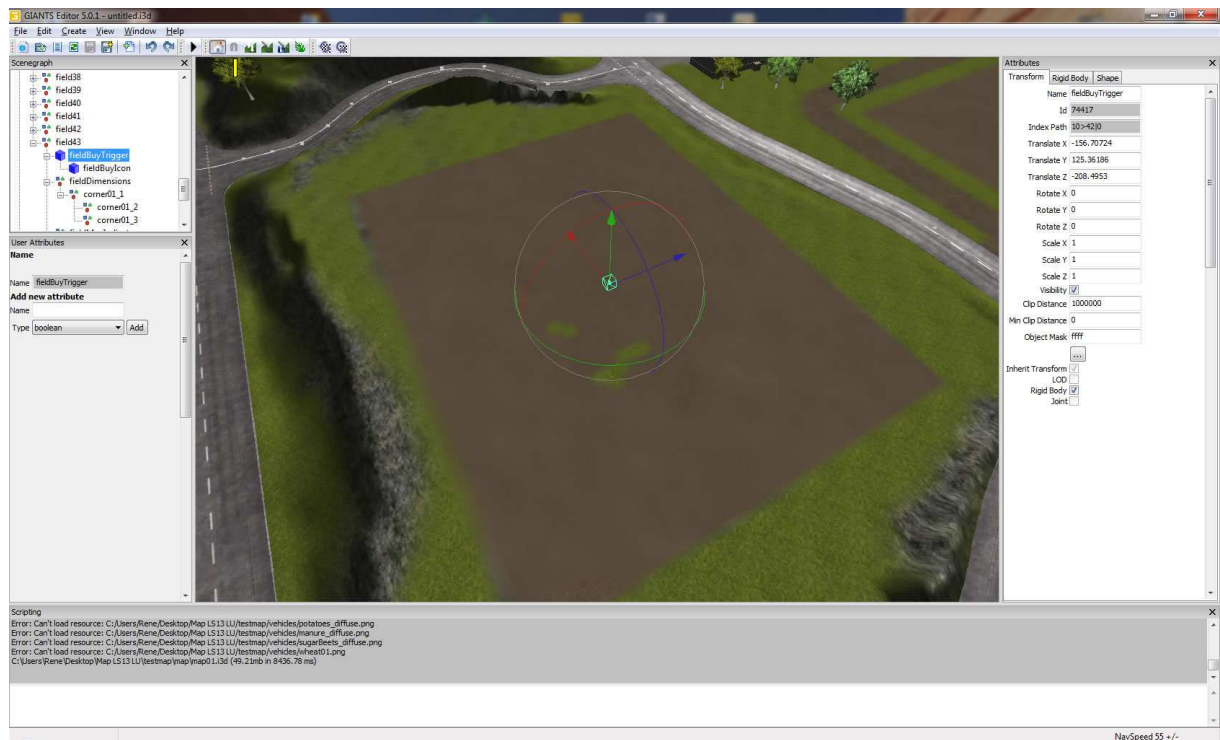 GIANTS Editor 5.0.1 - untitled.i3d
File Edit Create View Window Help
Scenegraph
field38
field39
field40
field41
field42
field43
fieldBuyTrigger
fieldBuyIcon
fieldDimensions
corner01_1
corner01_2
corner01_3
User Attributes
Name
Name fieldBuyTrigger
Add new attribute
Name
Type boolean Add
Attributes
Transform Rigid Body Shape
Name fieldBuyTrigger
Id 74417
Index Path 10>42|0
Translate X -156.70724
Translate Y 125.36186
Translate Z -208.4953
Rotate X 0
Rotate Y 0
Rotate Z 0
Scale X 1
Scale Y 1
Scale Z 1
Visibility
Clip Distance 1000000
Min Clip Distance 0
Object Mask ffff
...
Inherit Transform
LOD
Rigid Body
Joint
Scripting
Error: Can't load resource: C:/Users/Rene/Desktop/Map LS13 LU/testmap/vehicles/potatoes_diffuse.png
Error: Can't load resource: C:/Users/Rene/Desktop/Map LS13 LU/testmap/vehicles/manure_diffuse.png
Error: Can't load resource: C:/Users/Rene/Desktop/Map LS13 LU/testmap/vehicles/sugarBeets_diffuse.png
Error: Can't load resource: C:/Users/Rene/Desktop/Map LS13 LU/testmap/vehicles/wheat01.png
C:\Users\Rene\Desktop\Map LS13 LU\testmap\map\map01.i3d (49.21mb in 8436.78 ms)
NavSpeed 55 +/-